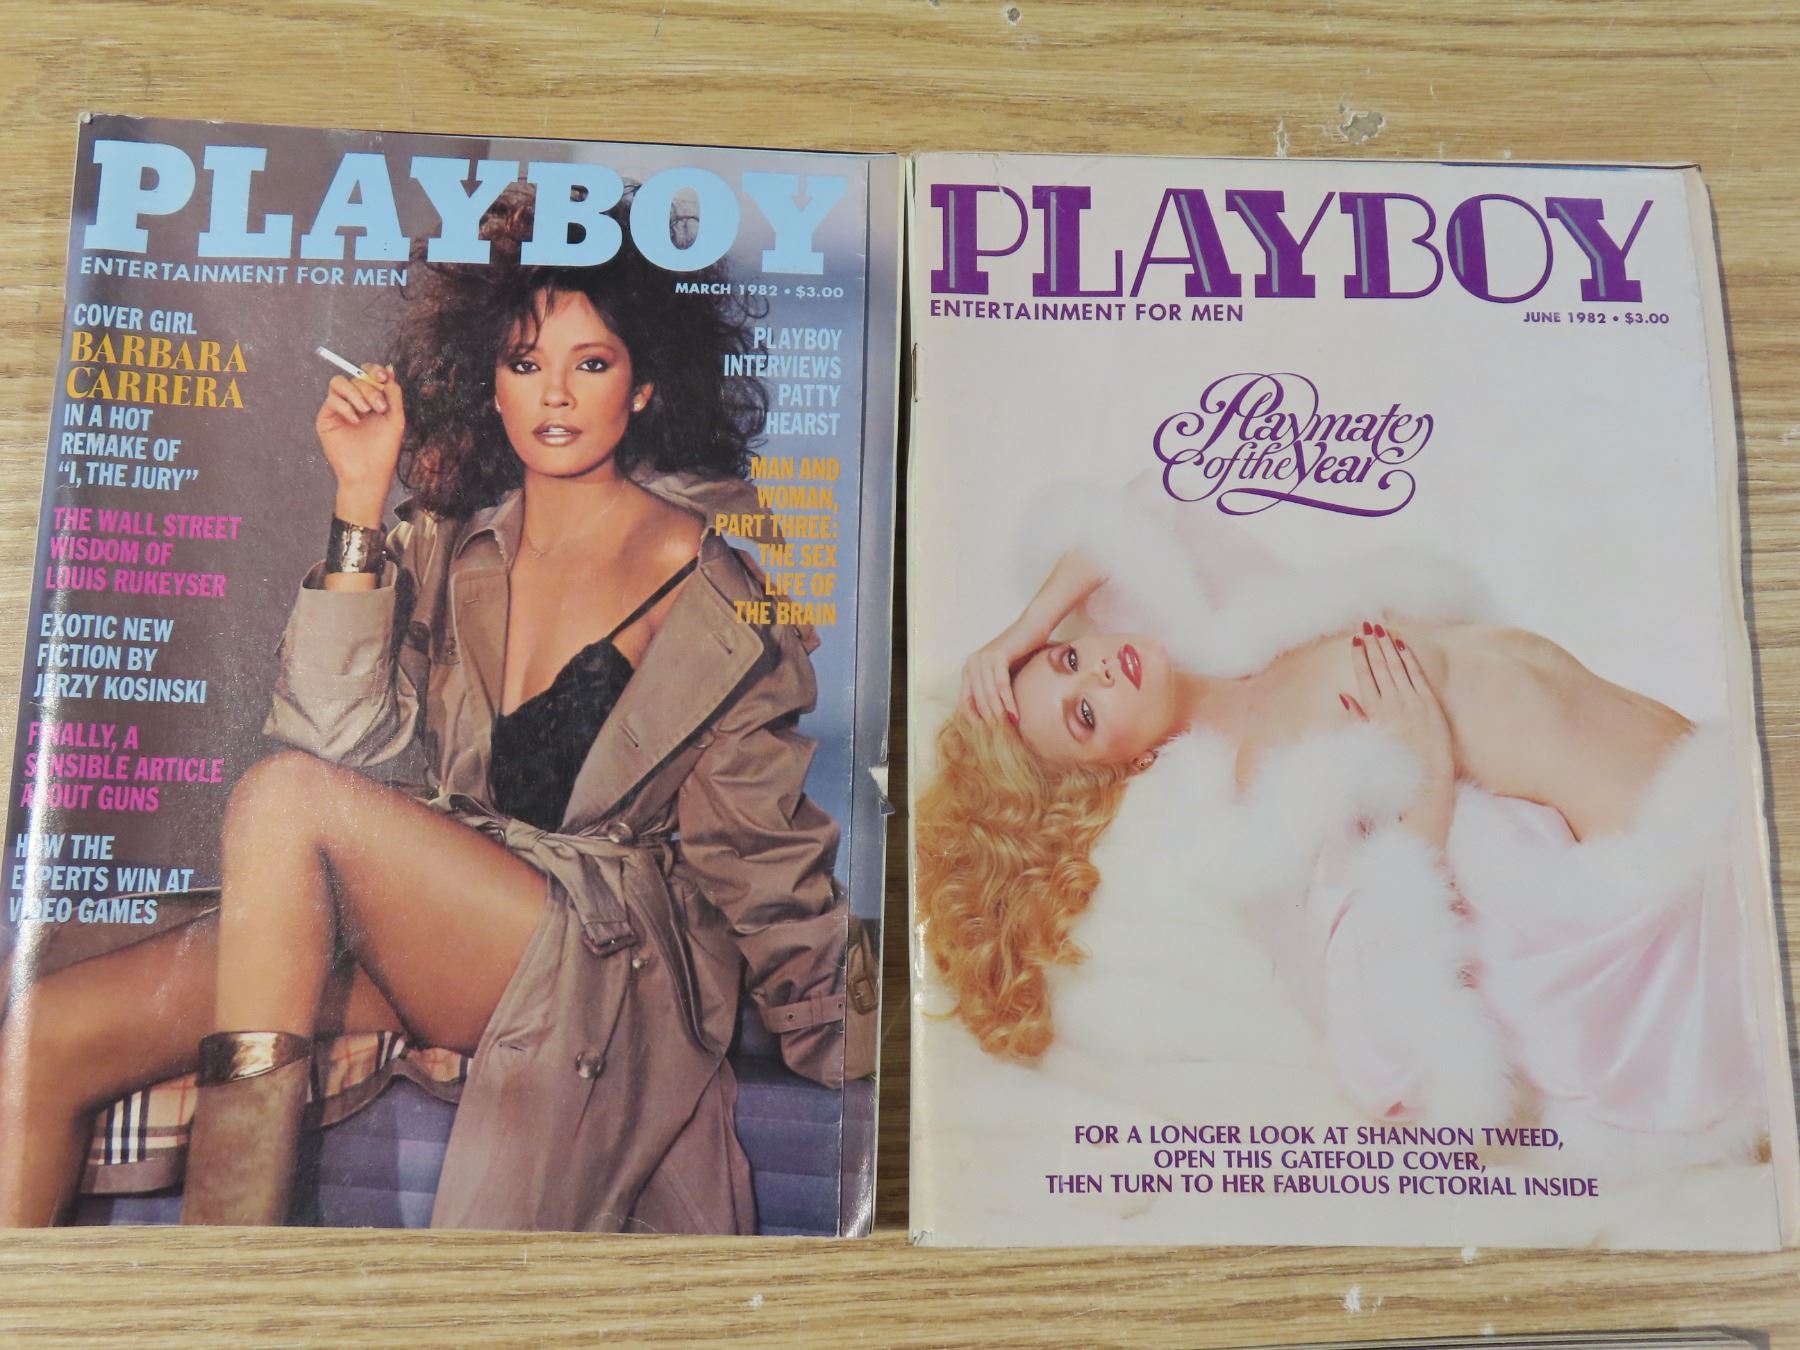 PLAYBOY
ENTERTAINMENT FOR MEN
MARCH 1982 • $3.00
COVER GIRL
BARBARA
CARRERA
IN A HOT
REMAKE OF
"I, THE JURY"
THE WALL STREET
WISDOM OF
LOUIS RUKEYSER
EXOTIC NEW
FICTION BY
JERZY KOSINSKI
FINALLY, A
SENSIBLE ARTICLE
ABOUT GUNS
HOW THE
EXPERTS WIN AT
VIDEO GAMES
PLAYBOY
INTERVIEWS
PATTY
HEARST
MAN AND
WOMAN,
PART THREE:
THE SEX
LIFE OF
THE BRAIN
PLAYBOY
ENTERTAINMENT FOR MEN
JUNE 1982 • $3.00
Playmate
of the Year
FOR A LONGER LOOK AT SHANNON TWEED,
OPEN THIS GATEFOLD COVER,
THEN TURN TO HER FABULOUS PICTORIAL INSIDE